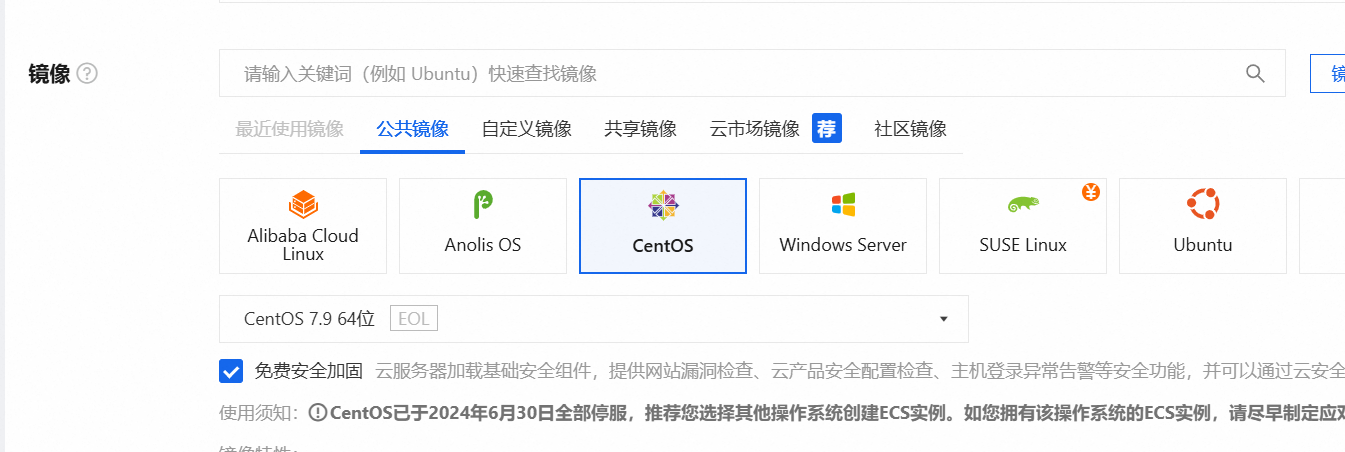 镜像
请输入关键词（例如 Ubuntu）快速查找镜像
镜
最近使用镜像 公共镜像 自定义镜像 共享镜像 云市场镜像 荐 社区镜像
Alibaba Cloud Linux
Anolis OS
CentOS
Windows Server
¥
SUSE Linux
Ubuntu
CentOS 7.9 64位 EOL
免费安全加固 云服务器加载基础安全组件，提供网站漏洞检查、云产品安全配置检查、主机登录异常告警等安全功能，并可以通过云安全
使用须知： CentOS已于2024年6月30日全部停服，推荐您选择其他操作系统创建ECS实例。如您拥有该操作系统的ECS实例，请尽早制定应对
镜像特性：